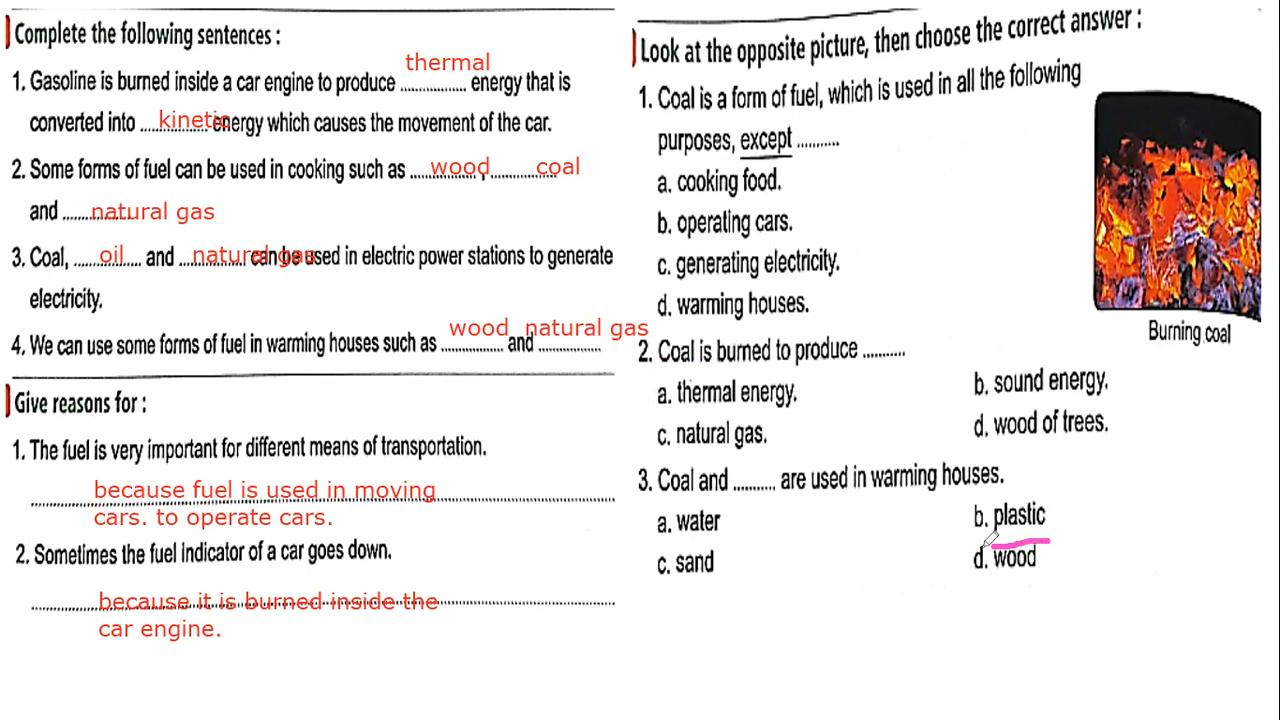 Complete the following sentences :
thermal
1. Gasoline is burned inside a car engine to produce ................ energy that is
converted into ................ energy which causes the movement of the car.
kinetic
2. Some forms of fuel can be used in cooking such as ................ , ................
wood coal
and ................
natural gas
3. Coal, ................ and ................ can be used in electric power stations to generate
oil natural gas
electricity.
wood natural gas
4. We can use some forms of fuel in warming houses such as ............... and ...............
Give reasons for :
1. The fuel is very important for different means of transportation.
because fuel is used in moving
cars. to operate cars.
2. Sometimes the fuel indicator of a car goes down.
because it is burned inside the
car engine.
Look at the opposite picture, then choose the correct answer :
1. Coal is a form of fuel, which is used in all the following
purposes, except ..........
a. cooking food.
b. operating cars.
c. generating electricity.
d. warming houses.
Burning coal
2. Coal is burned to produce ..........
a. thermal energy. b. sound energy.
c. natural gas. d. wood of trees.
3. Coal and .......... are used in warming houses.
a. water b. plastic
c. sand d. wood